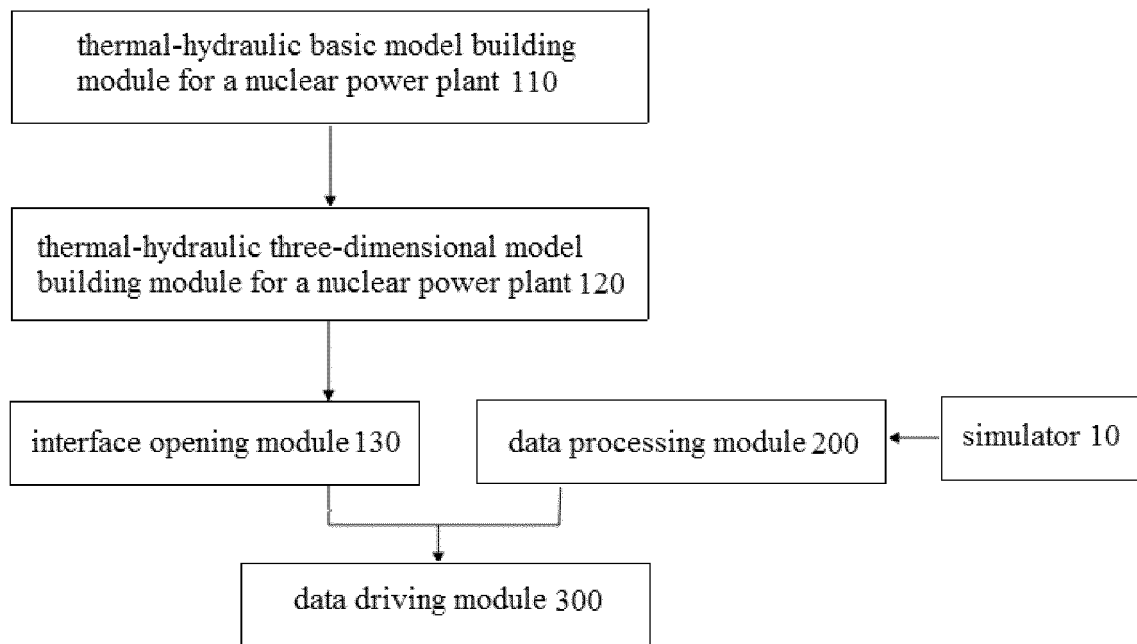 thermal-hydraulic basic model building
module for a nuclear power plant 110
thermal-hydraulic three-dimensional model
building module for a nuclear power plant 120
interface opening module 130
data processing module 200
simulator 10
data driving module 300